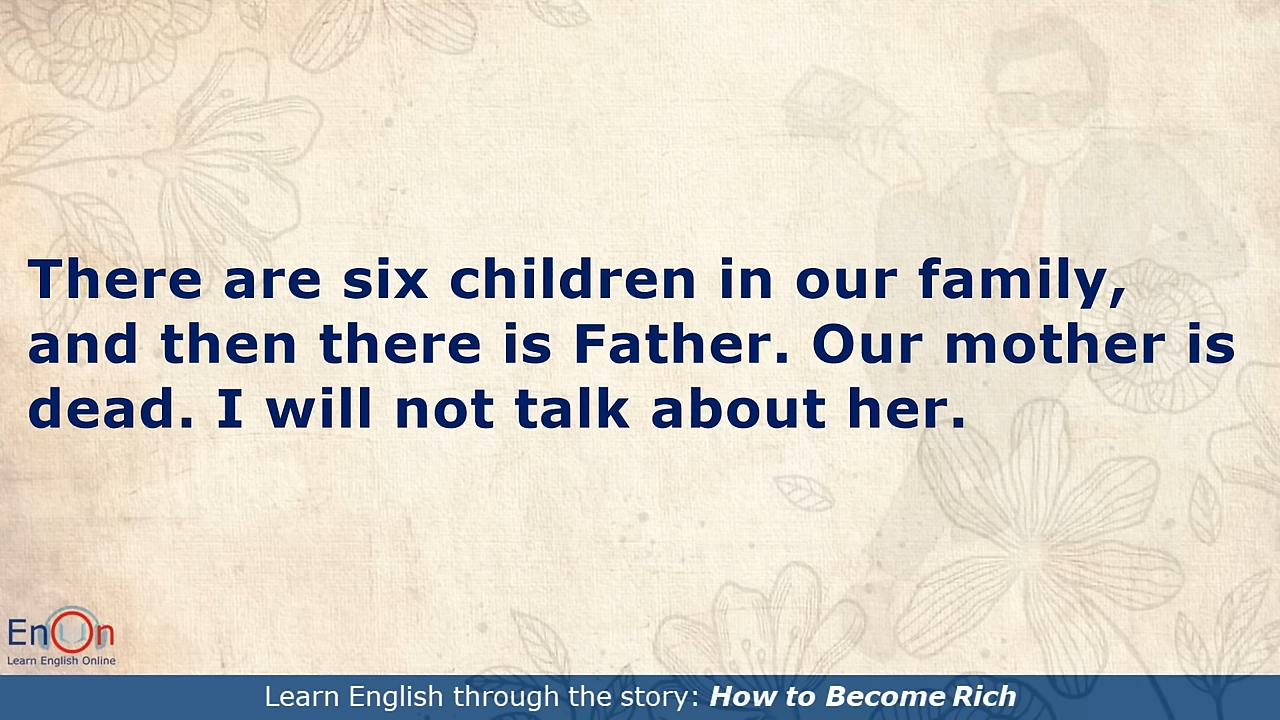 There are six children in our family,
and then there is Father. Our mother is
dead. I will not talk about her.
EnOn
Learn English Online
Learn English through the story: How to Become Rich